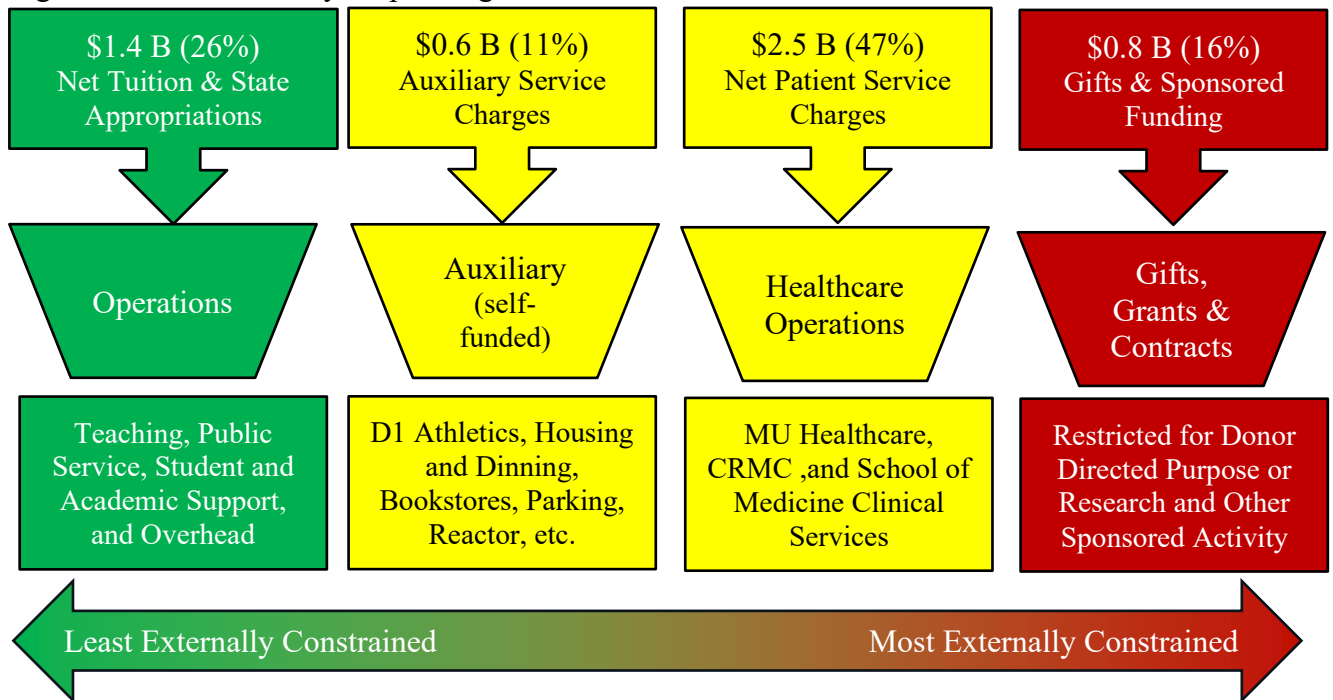 $1.4 B (26%)
Net Tuition & State
Appropriations
$0.6 B (11%)
Auxiliary Service
Charges
$2.5 B (47%)
Net Patient Service
Charges
$0.8 B (16%)
Gifts & Sponsored
Funding
Operations
Auxiliary
(self-
funded)
Healthcare
Operations
Gifts,
Grants &
Contracts
Teaching, Public
Service, Student and
Academic Support,
and Overhead
D1 Athletics, Housing
and Dinning,
Bookstores, Parking,
Reactor, etc.
MU Healthcare,
CRMC ,and School of
Medicine Clinical
Services
Restricted for Donor
Directed Purpose or
Research and Other
Sponsored Activity
Least Externally Constrained
Most Externally Constrained